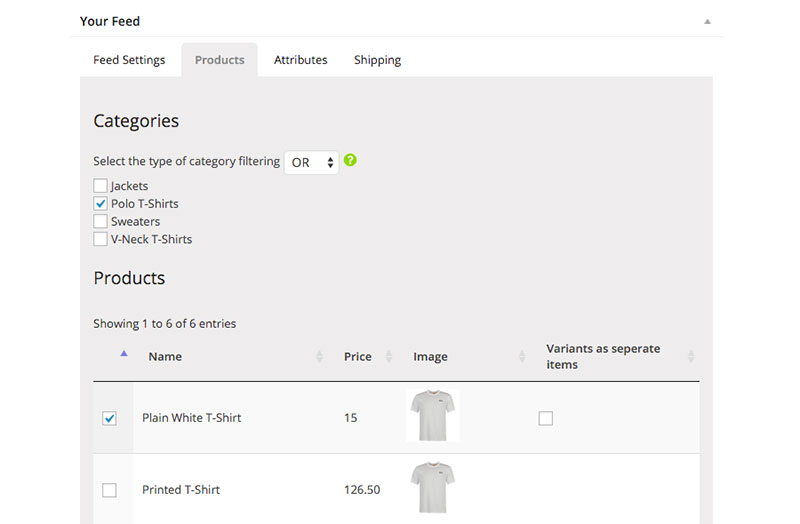 Your Feed
Feed Settings Products Attributes Shipping
Categories
Select the type of category filtering OR ?
Jackets
Polo T-Shirts
Sweaters
V-Neck T-Shirts
Products
Showing 1 to 6 of 6 entries
Name Price Image Variants as seperate
items
Plain White T-Shirt 15
Printed T-Shirt 126.50